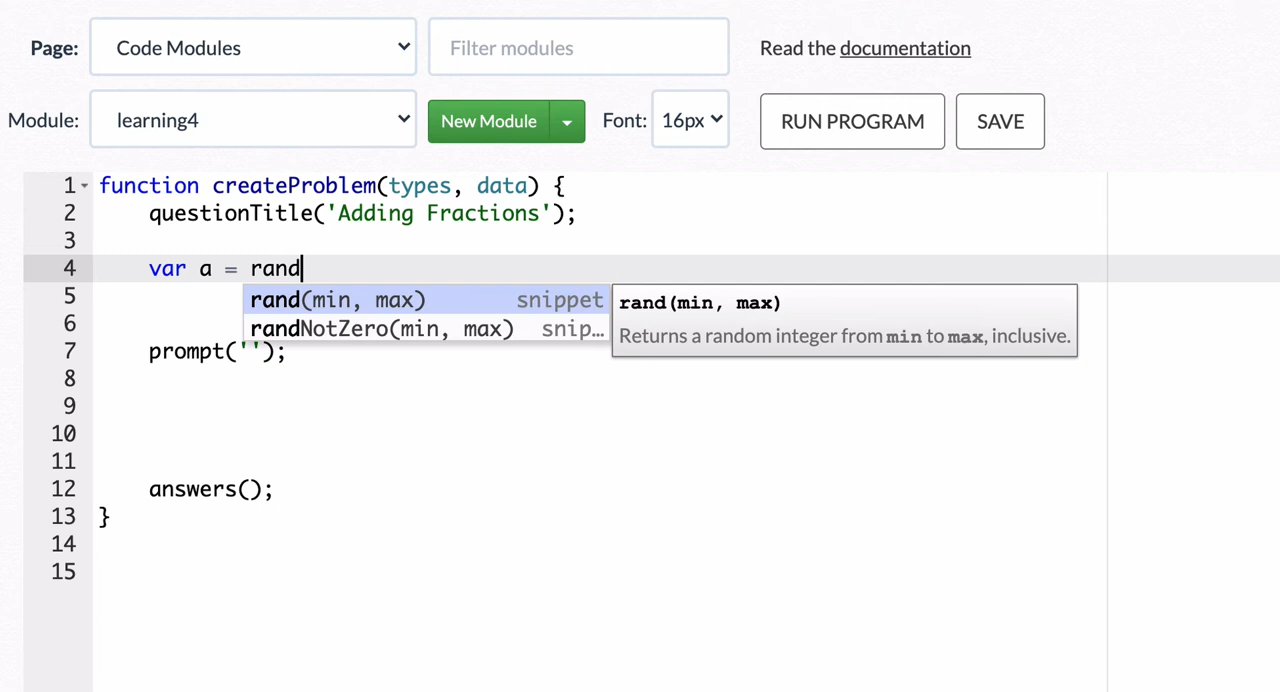 Page: Code Modules Filter modules Read the documentation
Module: learning4 New Module Font: 16px RUN PROGRAM SAVE
1 function createProblem(types, data) {
2 questionTitle('Adding Fractions');
3
4 var a = rand
5 rand(min, max) snippet rand(min, max)
6 randNotZero(min, max) snip… Returns a random integer from min to max, inclusive.
7 prompt('');
8
9
10
11
12 answers();
13 }
14
15